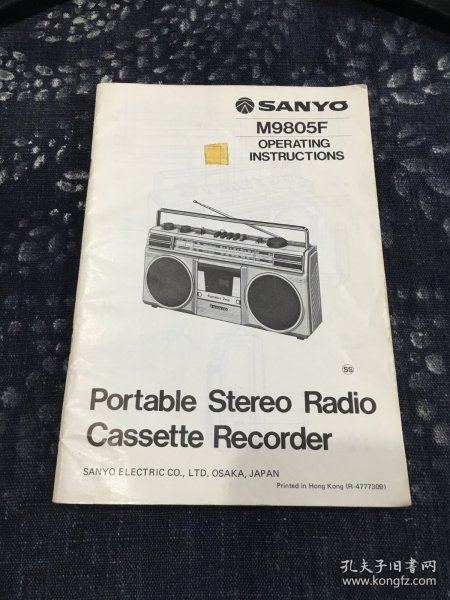 SANYO
M9805F
OPERATING
INSTRUCTIONS
SANYO
SS
Portable Stereo Radio
Cassette Recorder
SANYO ELECTRIC CO., LTD. OSAKA, JAPAN
Printed in Hong Kong (R-4777309)
孔夫子旧书网
www.kongfz.com